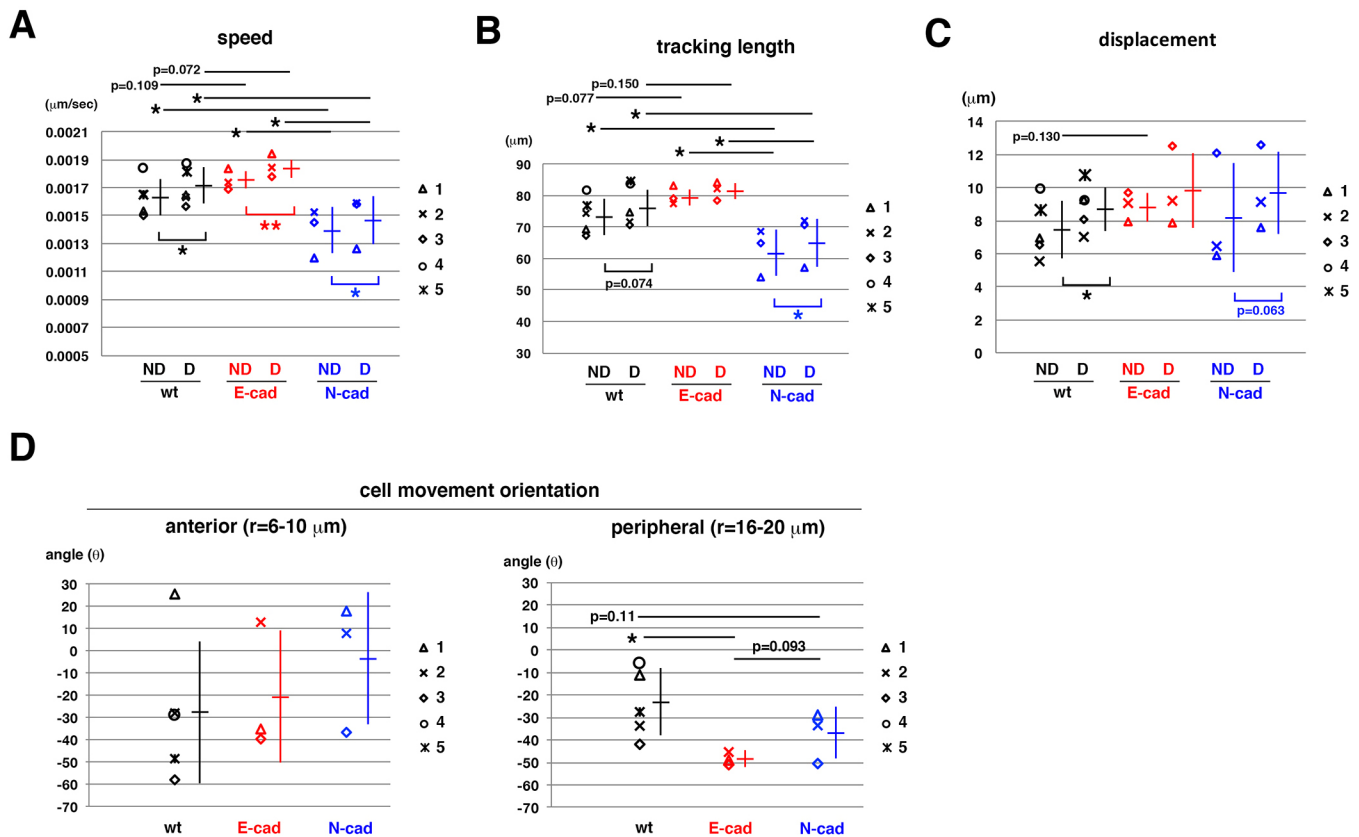 A
speed
p=0.072
p=0.109
*
*
*
*
(μm/sec)
0.0021
0.0019
0.0017
0.0015
0.0013
0.0011
0.0009
0.0007
0.0005
*
**
*
1
2
3
4
5
ND D ND D ND D
wt E-cad N-cad
B
tracking length
p=0.150
p=0.077
*
*
*
*
(μm)
90
80
70
60
50
40
30
p=0.074
*
1
2
3
4
5
ND D ND D ND D
wt E-cad N-cad
C
displacement
(μm)
p=0.130
14
12
10
8
6
4
2
0
*
p=0.063
1
2
3
4
5
ND D ND D ND D
wt E-cad N-cad
D
cell movement orientation
anterior (r=6-10 μm)
angle (θ)
30
20
10
0
-10
-20
-30
-40
-50
-60
-70
1
2
3
4
5
wt E-cad N-cad
peripheral (r=16-20 μm)
angle (θ)
30
20
10
0
-10
-20
-30
-40
-50
-60
-70
p=0.11
*
p=0.093
1
2
3
4
5
wt E-cad N-cad